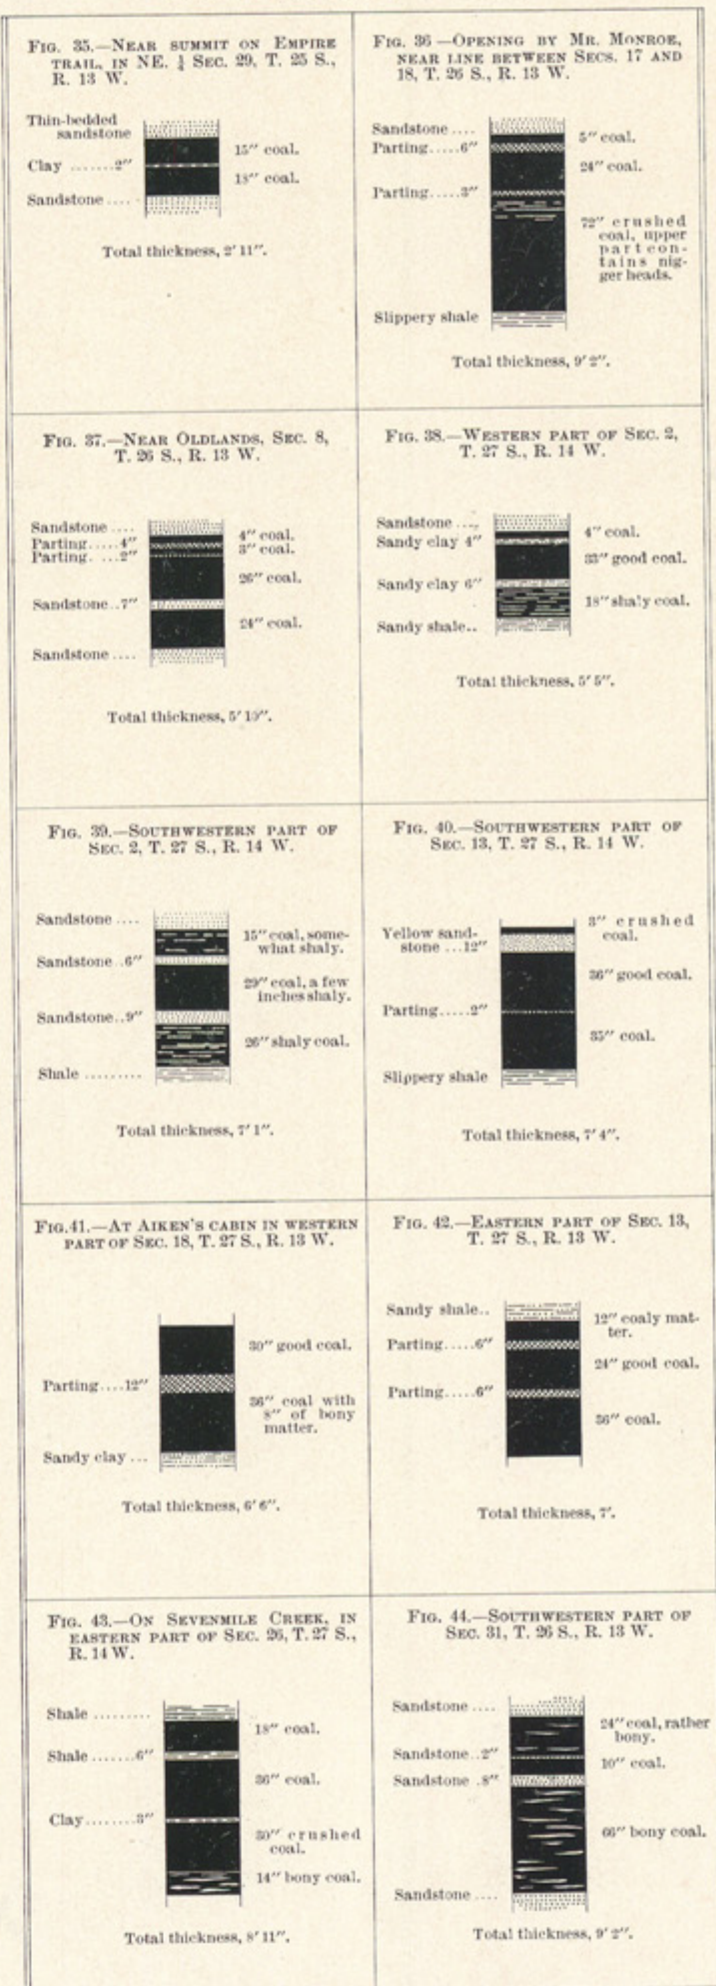 FIG. 35.—NEAR SUMMIT ON EMPIRE
TRAIL, IN NE. ¼ SEC. 29, T. 25 S.,
R. 13 W.
Thin-bedded
sandstone
15″ coal.
Clay .......2″
18″ coal.
Sandstone ....
Total thickness, 2′ 11″.
FIG. 36—OPENING BY MR. MONROE,
NEAR LINE BETWEEN SECS. 17 AND
18, T. 26 S., R. 13 W.
Sandstone ....
5″ coal.
Parting.....6″
24″ coal.
Parting.....3″
72″ crushed
coal, upper
part con-
tains nig-
ger heads.
Slippery shale
Total thickness, 9′ 2″.
FIG. 37.—NEAR OLDLANDS, SEC. 8,
T. 26 S., R. 13 W.
Sandstone ....
4″ coal.
Parting.....4″
3″ coal.
Parting. ...2″
26″ coal.
Sandstone..7″
24″ coal.
Sandstone ....
Total thickness, 5′ 10″.
FIG. 38.—WESTERN PART OF SEC. 2,
T. 27 S., R. 14 W.
Sandstone ....
4″ coal.
Sandy clay 4″
33″ good coal.
Sandy clay 6″
18″ shaly coal.
Sandy shale..
Total thickness, 5′ 5″.
FIG. 39.—SOUTHWESTERN PART OF
SEC. 2, T. 27 S., R. 14 W.
Sandstone ....
15″ coal, some-
what shaly.
Sandstone..6″
29″ coal, a few
inches shaly.
Sandstone..9″
26″ shaly coal.
Shale .........
Total thickness, 7′ 1″.
FIG. 40.—SOUTHWESTERN PART OF
SEC. 13, T. 27 S., R. 14 W.
3″ crushed
coal.
Yellow sand-
stone ...12″
36″ good coal.
Parting.....2″
35″ coal.
Slippery shale
Total thickness, 7′ 4″.
FIG. 41.—AT AIKEN'S CABIN IN WESTERN
PART OF SEC. 18, T. 27 S., R. 13 W.
30″ good coal.
Parting....12″
36″ coal with
8″ of bony
matter.
Sandy clay ...
Total thickness, 6′ 6″.
FIG. 42.—EASTERN PART OF SEC. 13,
T. 27 S., R. 13 W.
Sandy shale..
12″ coaly mat-
ter.
Parting.....6″
24″ good coal.
Parting.....6″
36″ coal.
Total thickness, 7′.
FIG. 43.—ON SEVENMILE CREEK, IN
EASTERN PART OF SEC. 26, T. 27 S.,
R. 14 W.
Shale .........
18″ coal.
Shale .......6″
36″ coal.
Clay........3″
30″ crushed
coal.
14″ bony coal.
Total thickness, 8′ 11″.
FIG. 44.—SOUTHWESTERN PART OF
SEC. 31, T. 26 S., R. 13 W.
Sandstone ....
24″ coal, rather
bony.
Sandstone..2″
10″ coal.
Sandstone .8″
66″ bony coal.
Sandstone ....
Total thickness, 9′ 2″.